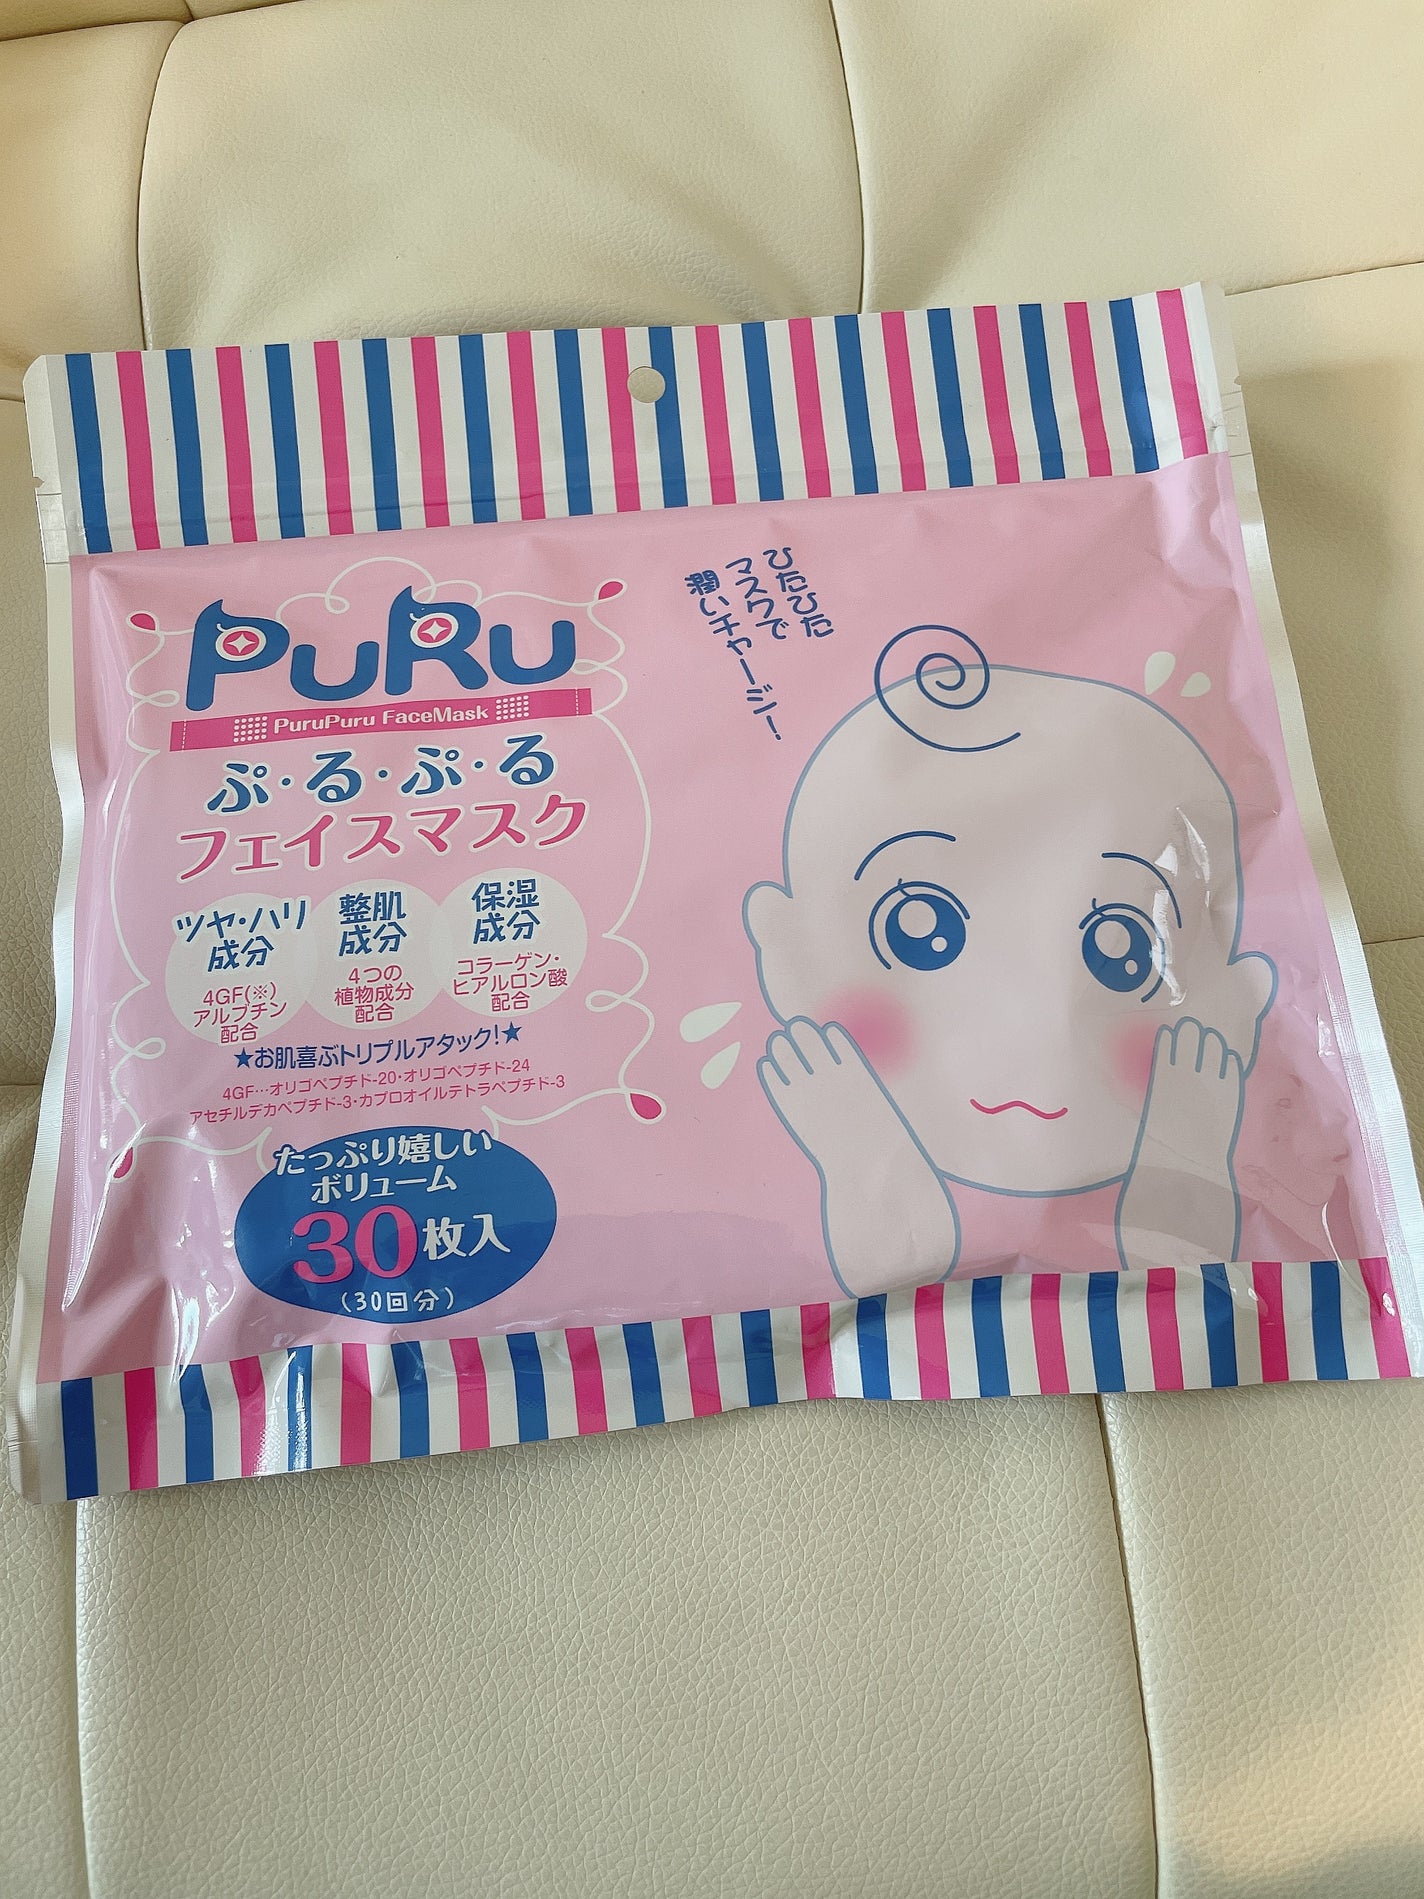 PuRu
PuruPuru FaceMask
ぷ・る・ぷ・る
フェイスマスク
ツヤ・ハリ
成分
4GF(※)
アルブチン
配合
整肌
成分
4つの
植物成分
配合
保湿
成分
コラーゲン・
ヒアルロン酸
配合
★お肌喜ぶトリプルアタック!★
4GF…オリゴペプチド-20・オリゴペプチド-24
アセチルデカペプチド-3・カプロオイルテトラペプチド-3
たっぷり嬉しい
ボリューム
30枚入
(30回分)
ひたひた
マスクで
潤いチャージ!